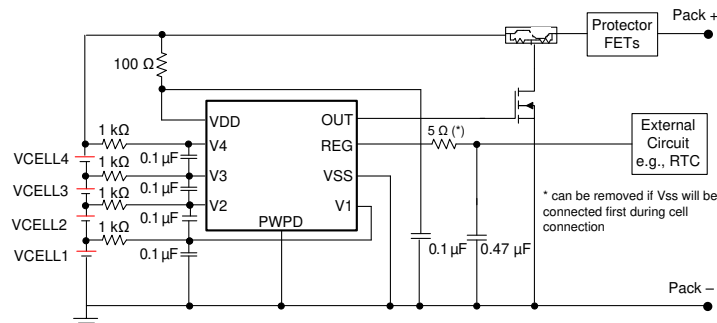 Pack +
Protector
FETs
100 Ω
VDD
OUT
1 kΩ
V4
REG
5 Ω (*)
External
Circuit
e.g., RTC
VCELL4
0.1 µF
1 kΩ
V3
VSS
VCELL3
0.1 µF
1 kΩ
V2
V1
* can be removed if Vss will be
connected first during cell
connection
VCELL2
0.1 µF
1 kΩ
PWPD
VCELL1
0.1 µF
0.1 µF
0.47 µF
Pack –